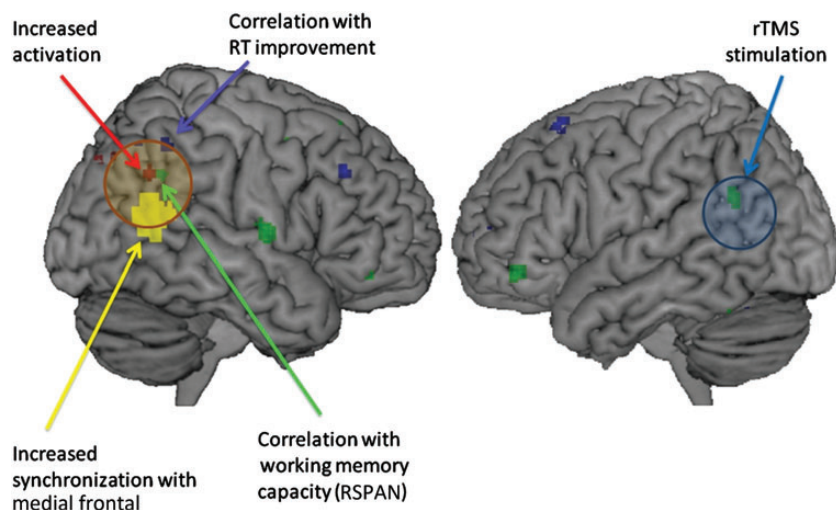 Increased
activation
Correlation with
RT improvement
rTMS
stimulation
Increased
synchronization with
medial frontal
Correlation with
working memory
capacity (RSPAN)